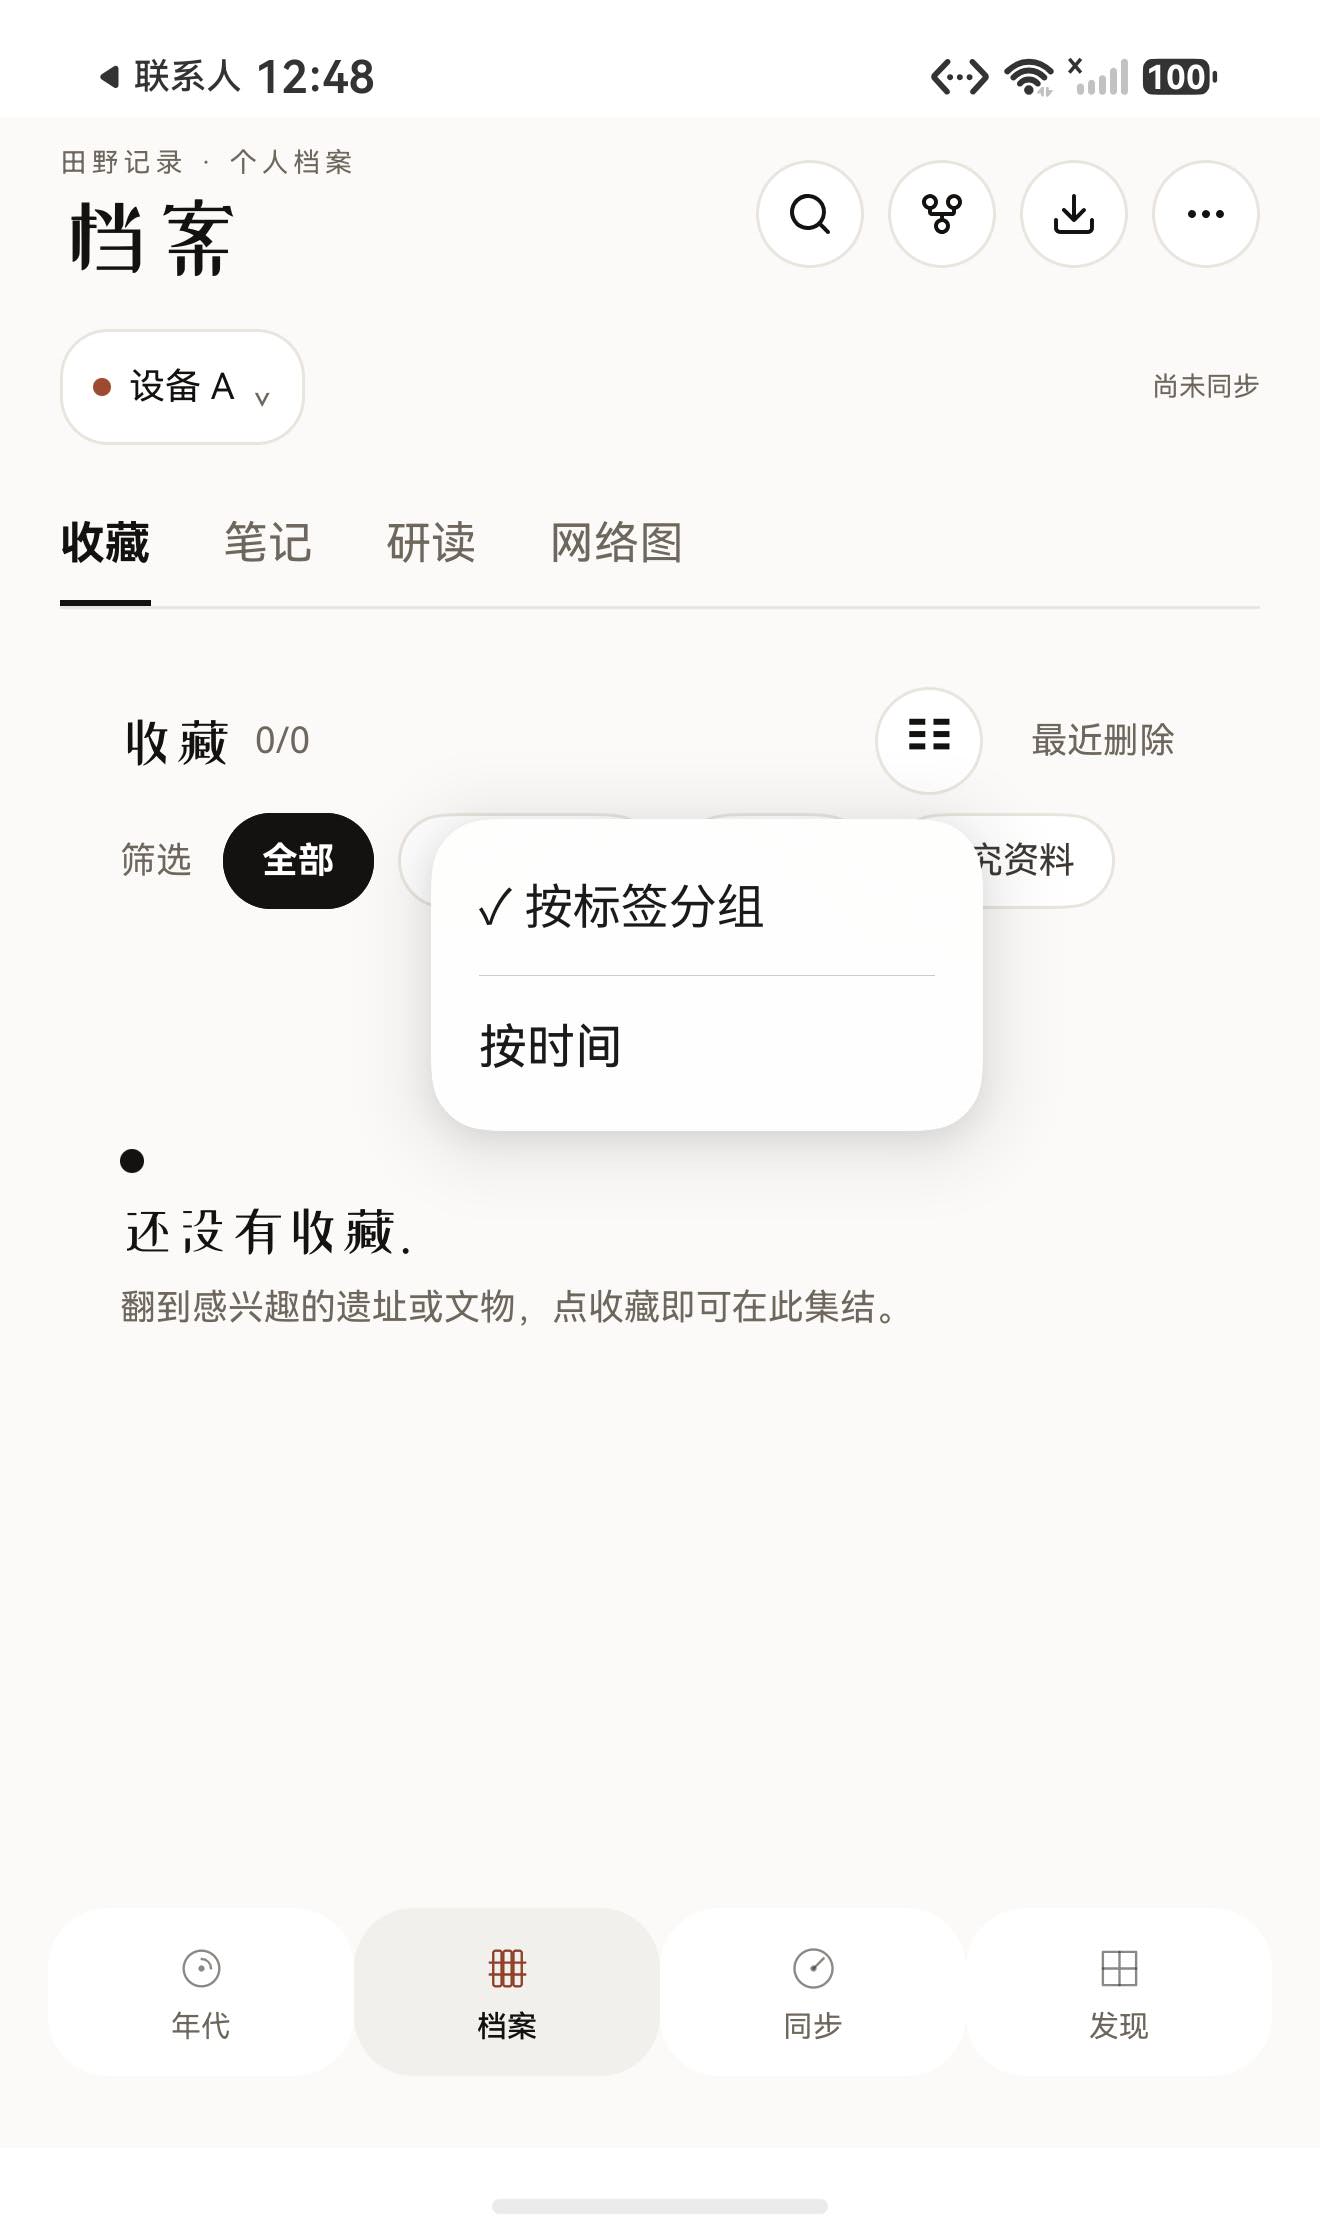 联系人 12:48
100
田野记录 · 个人档案
档案
设备 A
尚未同步
收藏 笔记 研读 网络图
收藏 0/0
最近删除
筛选 全部
究资料
✓ 按标签分组
按时间
还没有收藏.
翻到感兴趣的遗址或文物，点收藏即可在此集结。
年代 档案 同步 发现